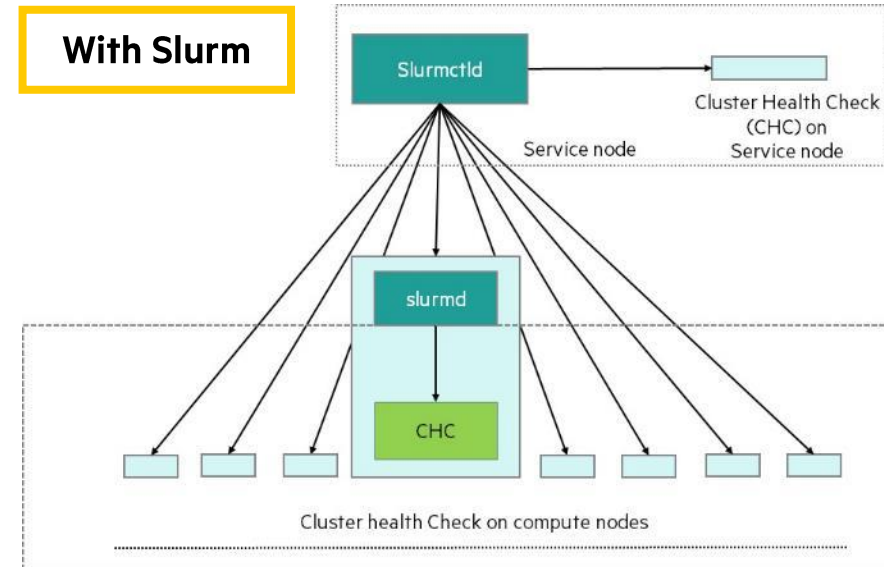 With Slurm
Slurmctld
Cluster Health Check
(CHC) on
Service node
Service node
slurmd
CHC
Cluster health Check on compute nodes